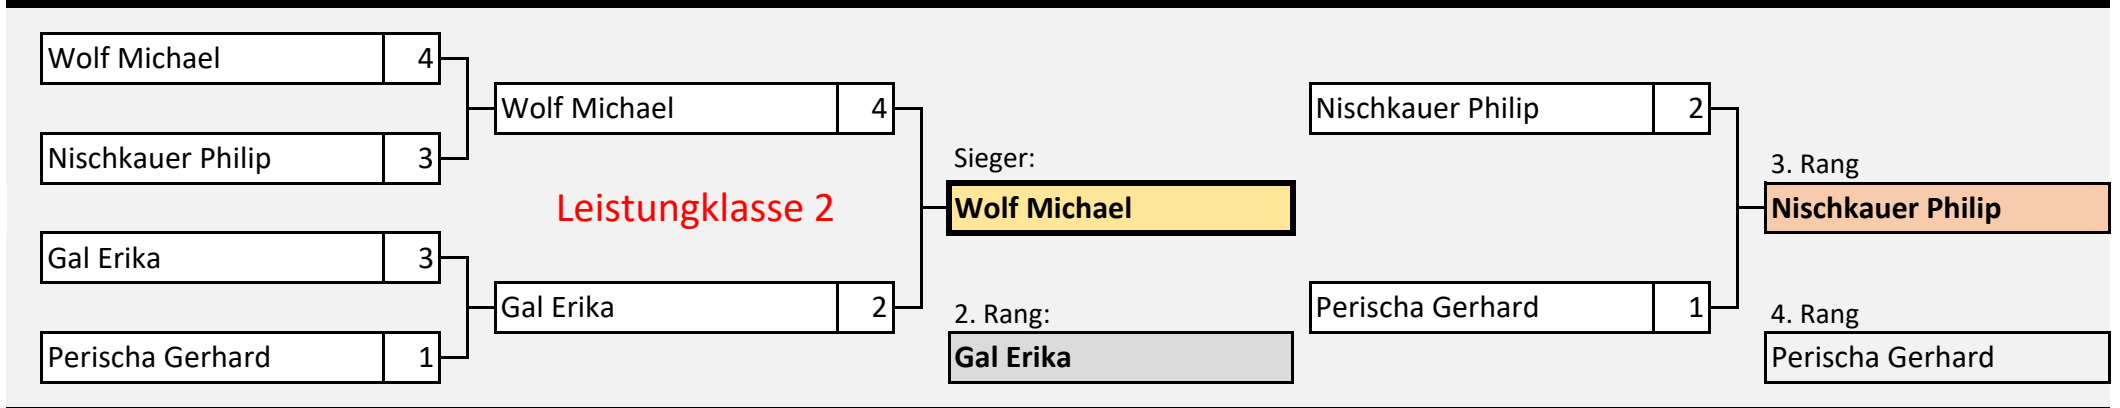 Wolf Michael 4
Nischkauer Philip 3
Gal Erika 3
Perischa Gerhard 1
Wolf Michael 4
Leistungklasse 2
Gal Erika 2
Sieger:
Wolf Michael
2. Rang:
Gal Erika
Nischkauer Philip 2
Perischa Gerhard 1
3. Rang
Nischkauer Philip
4. Rang
Perischa Gerhard